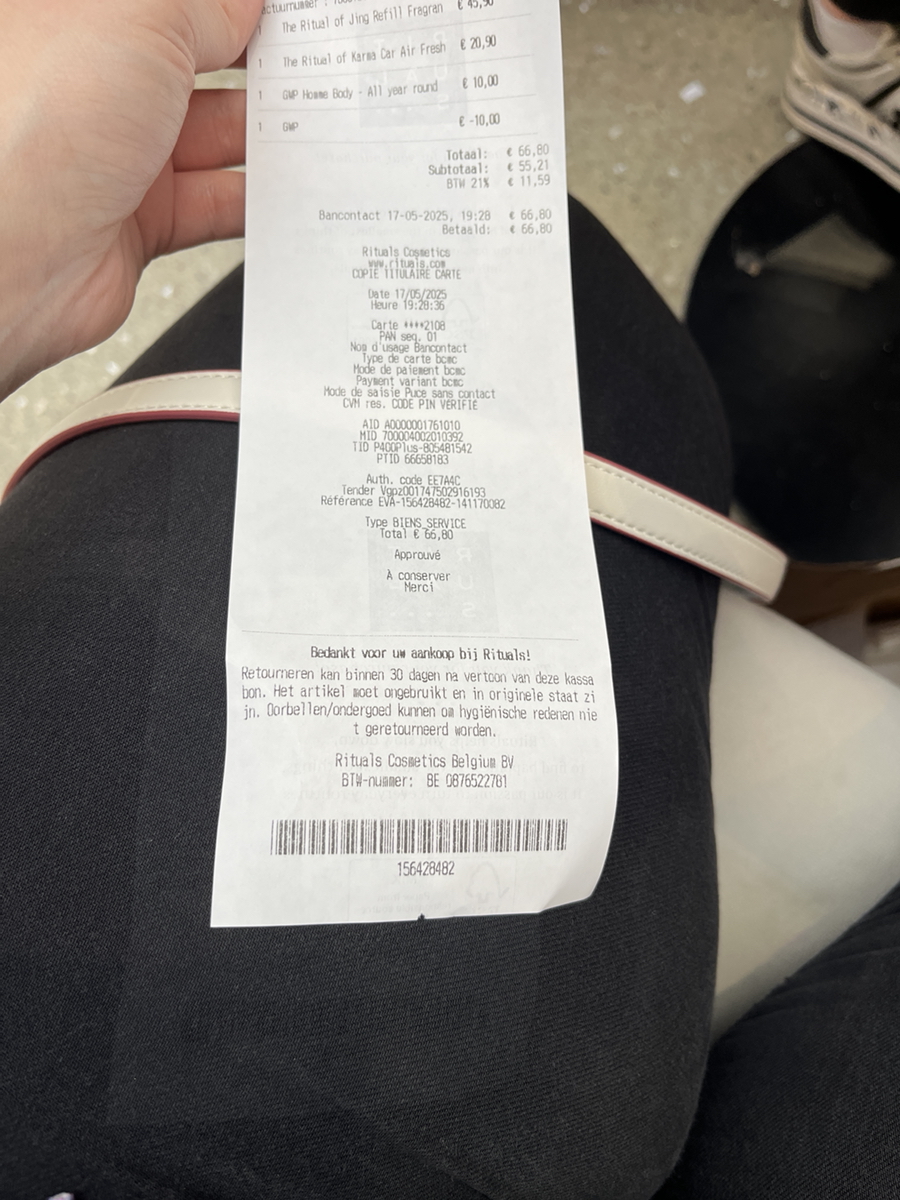 1 The Ritual of Jing Refill Fragran € 45,90
1 The Ritual of Karma Car Air Fresh € 20,90
1 GWP Homme Body - All year round € 10,00
1 GWP € -10,00
Totaal: € 66,80
Subtotaal: € 55,21
BTW 21% € 11,59
Bancontact 17-05-2025, 19:28 € 66,80
Betaald: € 66,80
Rituals Cosmetics
www.rituals.com
COPIE TITULAIRE CARTE
Date 17/05/2025
Heure 19:28:36
Carte ****2108
PAN seq. 01
Nom d'usage Bancontact
Type de carte bcmc
Mode de paiement bcmc
Payment variant bcmc
Mode de saisie Puce sans contact
CVM res. CODE PIN VERIFIE
AID A0000001761010
MID 700004002010392
TID P400Plus-805481542
PTID 66658183
Auth. code EE7A4C
Tender Vgpz001747502916193
Référence EVA-156428482-141170082
Type BIENS_SERVICE
Total € 66,80
Approuvé
À conserver
Merci
Bedankt voor uw aankoop bij Rituals!
Retourneren kan binnen 30 dagen na vertoon van deze kassa
bon. Het artikel moet ongebruikt en in originele staat zi
jn. Oorbellen/ondergoed kunnen om hygiënische redenen nie
t geretourneerd worden.
Rituals Cosmetics Belgium BV
BTW-nummer: BE 0876522781
156428482